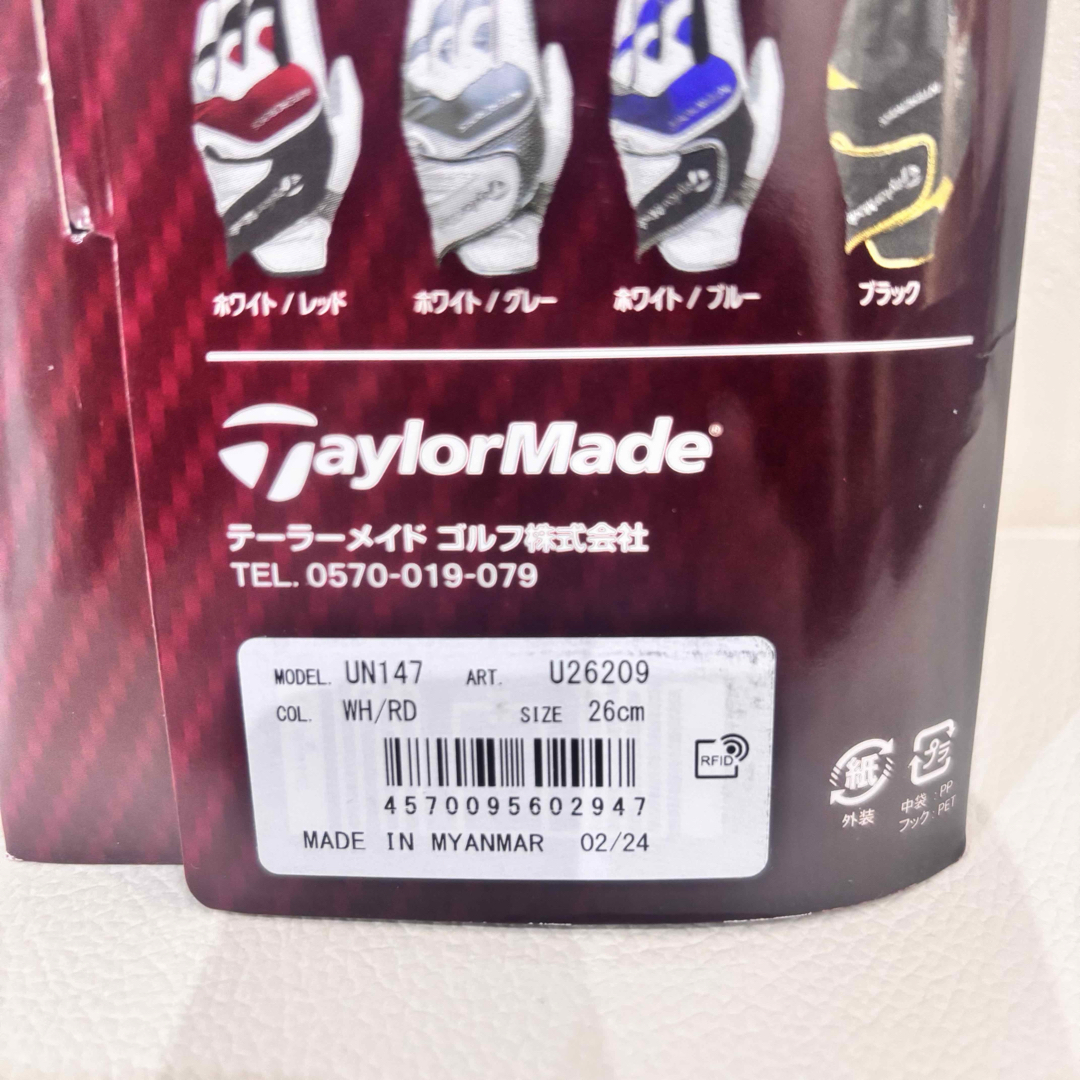 ホワイト / レッド
ホワイト / グレー
ホワイト / ブルー
ブラック
TaylorMade®
テーラーメイド ゴルフ株式会社
TEL. 0570-019-079
MODEL. UN147 ART. U26209
COL. WH/RD SIZE 26cm
RFID
4570095602947
MADE IN MYANMAR 02/24
紙
外装
プラ
中袋 : PP
フック : PET